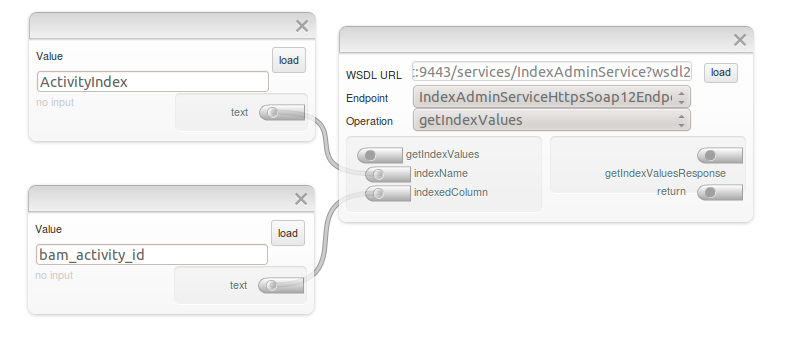 Value
load
ActivityIndex
no input
text
Value
load
bam_activity_id
no input
text
WSDL URL
:9443/services/IndexAdminService?wsdl2
load
Endpoint
IndexAdminServiceHttpsSoap12Endp
Operation
getIndexValues
getIndexValues
indexName
indexedColumn
getIndexValuesResponse
return